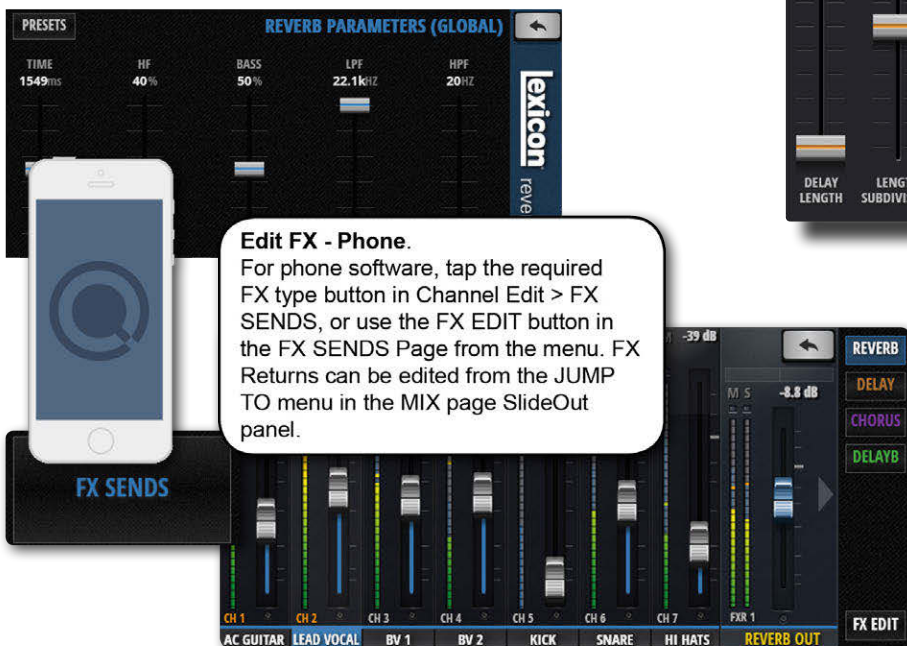 PRESETS
REVERB PARAMETERS (GLOBAL)
TIME HF BASS LPF HPF
1549ms 40% 50% 22.1kHZ 20HZ
lexicon
DELAY
LENGTH
Edit FX - Phone.
For phone software, tap the required
FX type button in Channel Edit > FX
SENDS, or use the FX EDIT button in
the FX SENDS Page from the menu. FX
Returns can be edited from the JUMP
TO menu in the MIX page SlideOut
panel.
FX SENDS
-39 dB
M S -8.8 dB
REVERB
DELAY
CHORUS
DELAYB
CH 1 CH 2 CH 3 CH 4 CH 5 CH 6 CH 7 FXR 1
AC GUITAR LEAD VOCAL BV 1 BV 2 KICK SNARE HI HATS REVERB OUT
FX EDIT